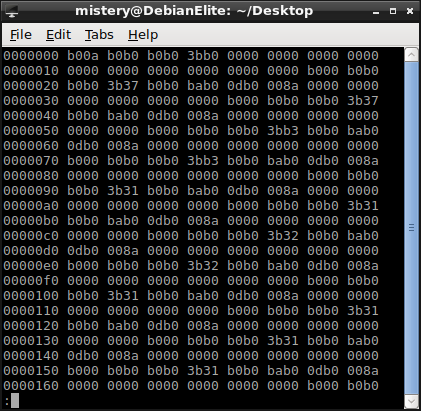 mistery@DebianElite: ~/Desktop
File Edit Tabs Help
0000000 b00a b0b0 b0b0 3bb0 0000 0000 0000 0000
0000010 0000 0000 0000 0000 0000 0000 b000 b0b0
0000020 b0b0 3b37 b0b0 bab0 0db0 008a 0000 0000
0000030 0000 0000 0000 0000 b000 b0b0 b0b0 3b37
0000040 b0b0 bab0 0db0 008a 0000 0000 0000 0000
0000050 0000 0000 b000 b0b0 b0b0 3bb3 b0b0 bab0
0000060 0db0 008a 0000 0000 0000 0000 0000 0000
0000070 b000 b0b0 b0b0 3bb3 b0b0 bab0 0db0 008a
0000080 0000 0000 0000 0000 0000 0000 b000 b0b0
0000090 b0b0 3b31 b0b0 bab0 0db0 008a 0000 0000
00000a0 0000 0000 0000 0000 b000 b0b0 b0b0 3b31
00000b0 b0b0 bab0 0db0 008a 0000 0000 0000 0000
00000c0 0000 0000 b000 b0b0 b0b0 3b32 b0b0 bab0
00000d0 0db0 008a 0000 0000 0000 0000 0000 0000
00000e0 b000 b0b0 b0b0 3b32 b0b0 bab0 0db0 008a
00000f0 0000 0000 0000 0000 0000 0000 b000 b0b0
0000100 b0b0 3b31 b0b0 bab0 0db0 008a 0000 0000
0000110 0000 0000 0000 0000 b000 b0b0 b0b0 3b31
0000120 b0b0 bab0 0db0 008a 0000 0000 0000 0000
0000130 0000 0000 b000 b0b0 b0b0 3b31 b0b0 bab0
0000140 0db0 008a 0000 0000 0000 0000 0000 0000
0000150 b000 b0b0 b0b0 3b31 b0b0 bab0 0db0 008a
0000160 0000 0000 0000 0000 0000 0000 b000 b0b0
: